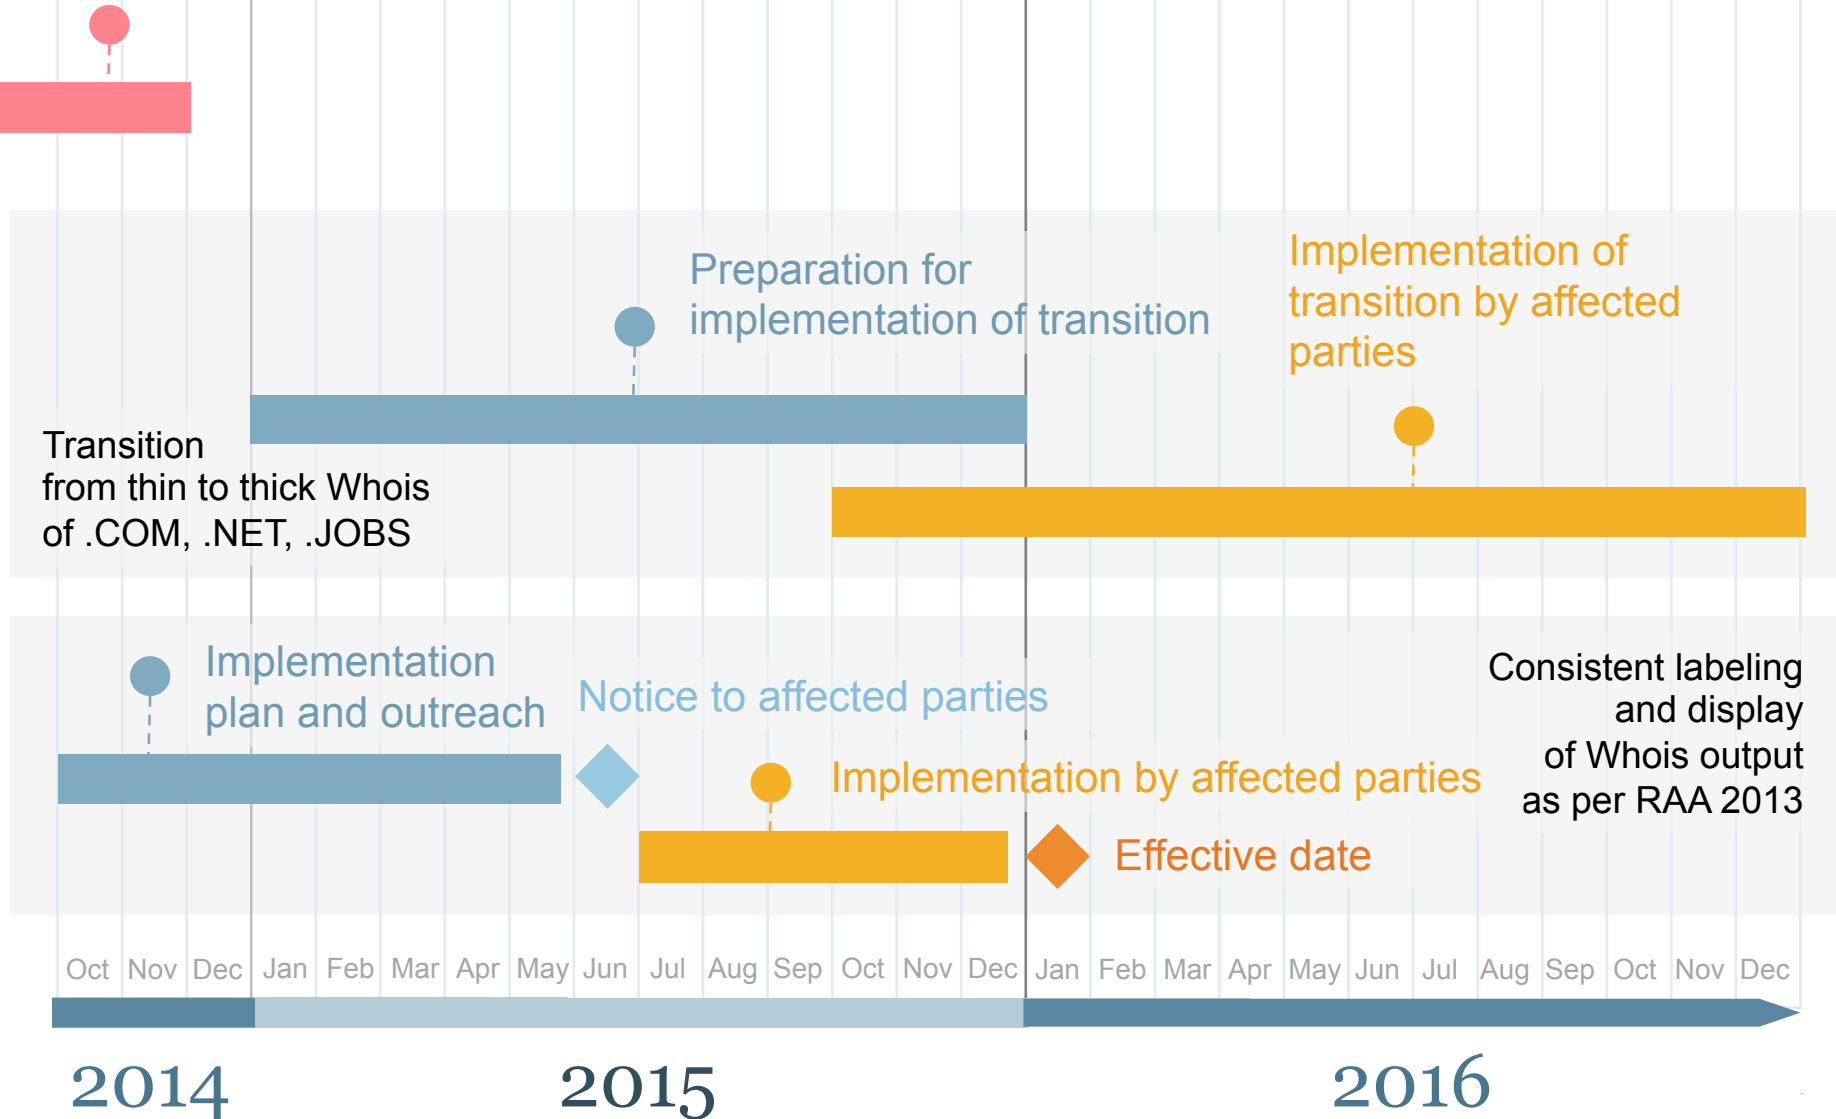 Preparation for
implementation of transition
Implementation of
transition by affected
parties
Transition
from thin to thick Whois
of .COM, .NET, .JOBS
Implementation
plan and outreach
Notice to affected parties
Implementation by affected parties
Effective date
Consistent labeling
and display
of Whois output
as per RAA 2013
Oct Nov Dec Jan Feb Mar Apr May Jun Jul Aug Sep Oct Nov Dec Jan Feb Mar Apr May Jun Jul Aug Sep Oct Nov Dec
2014 2015 2016